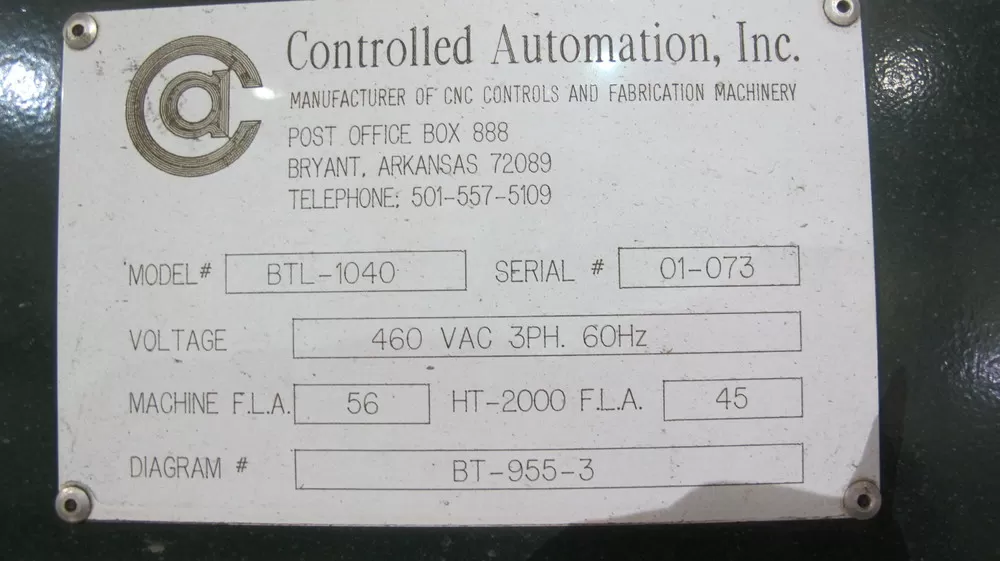 Ca
Controlled Automation, Inc.
MANUFACTURER OF CNC CONTROLS AND FABRICATION MACHINERY
POST OFFICE BOX 888
BRYANT, ARKANSAS 72089
TELEPHONE: 501-557-5109
MODEL# BTL-1040 SERIAL # 01-073
VOLTAGE 460 VAC 3PH. 60Hz
MACHINE F.L.A. 56 HT-2000 F.L.A. 45
DIAGRAM # BT-955-3